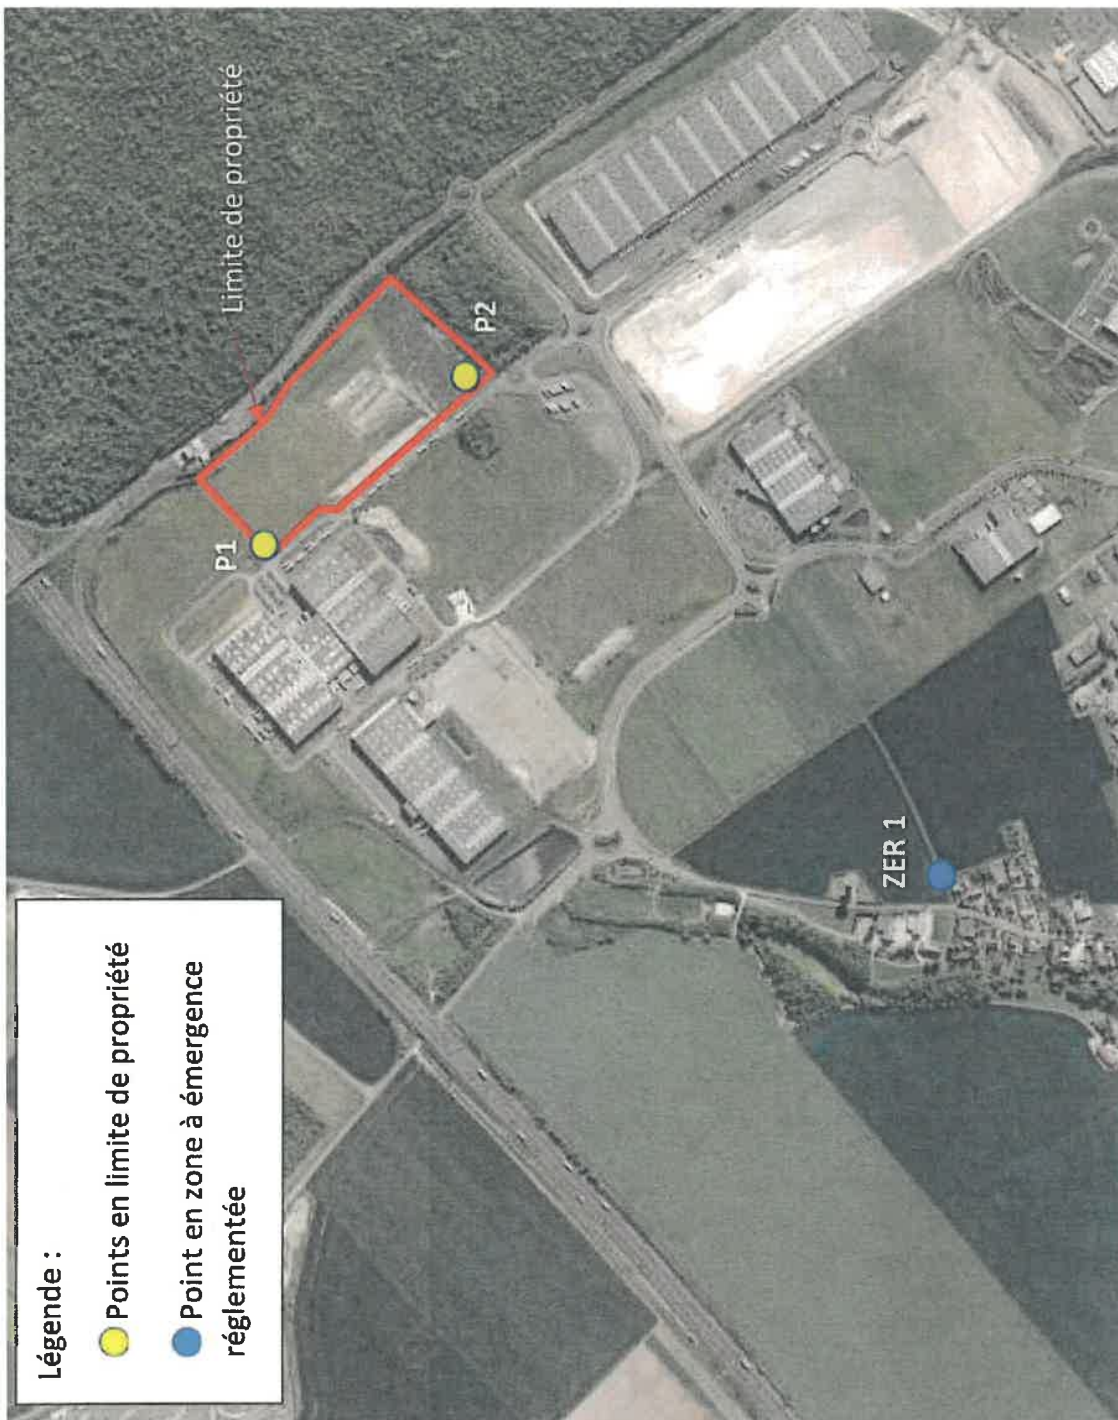 Légende :
Points en limite de propriété
Point en zone à émergence
réglementée
Limite de propriété
P1
P2
ZER 1